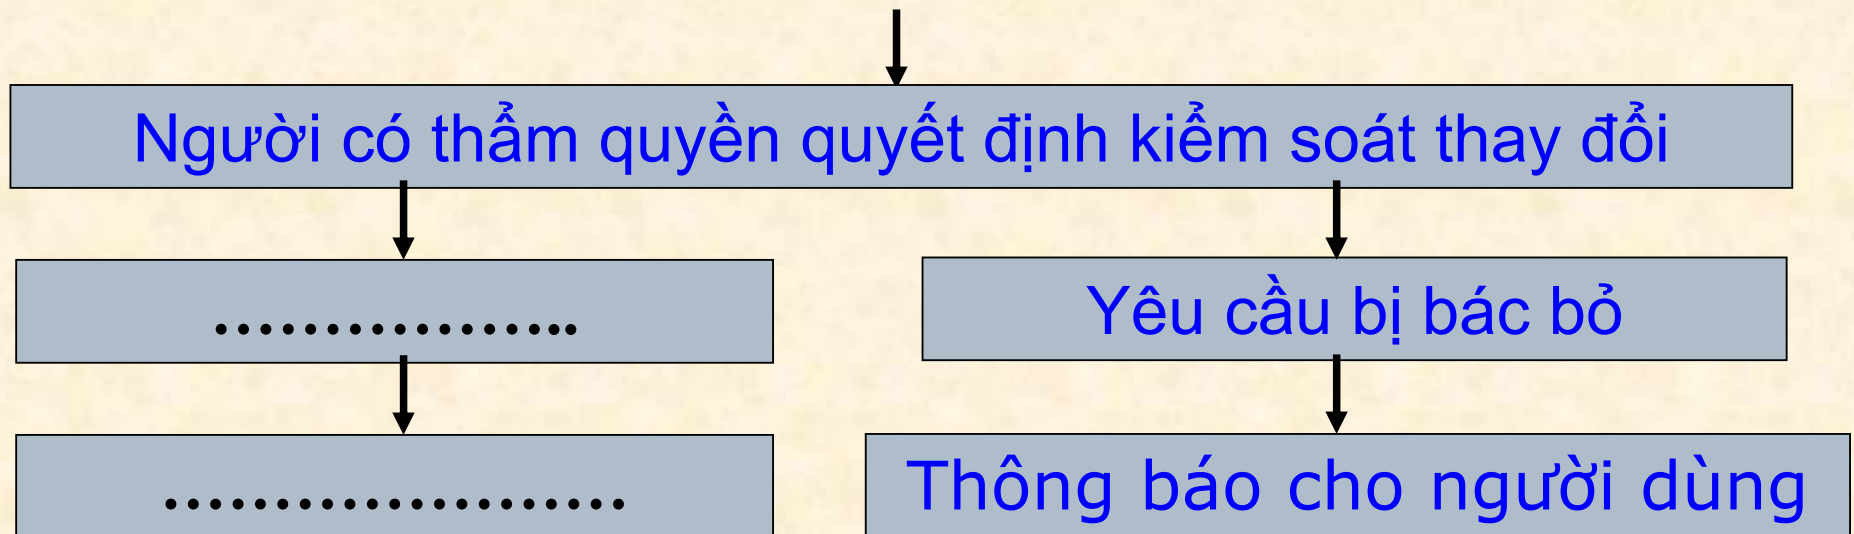 Người có thẩm quyền quyết định kiểm soát thay đổi
.................
Yêu cầu bị bác bỏ
.....................
Thông báo cho người dùng